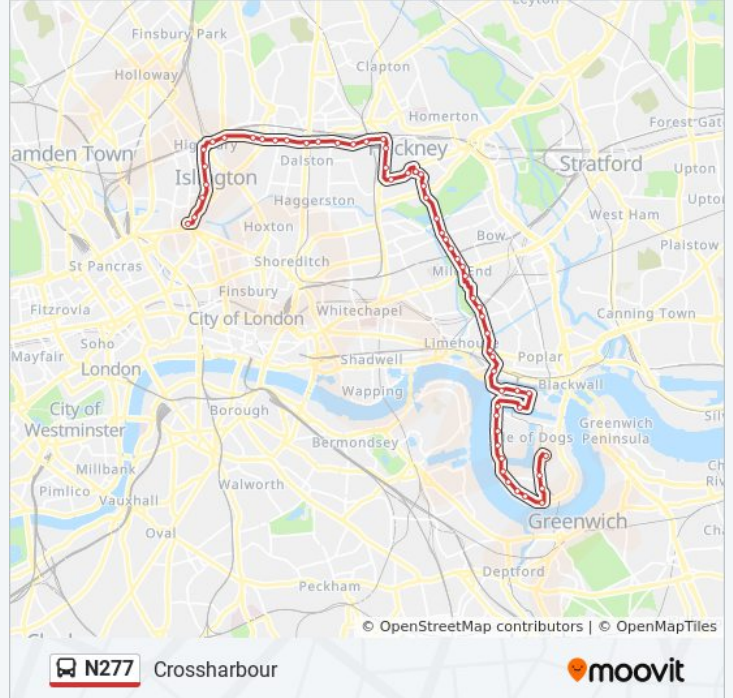 Leyton
Finsbury Park
Clapton
Holloway
Homerton
Forest Gate
amden Town
Hackney
Dalston
Stratford
Islington
Upton
Haggerston
West Ham
Hoxton
Bow
Plaistow
St Pancras
Shoreditch
Mile End
Finsbury
Fitzrovia
City of London
Whitechapel
Canning Town
Soho
Limehouse
Mayfair
Shadwell
Poplar
London
Blackwall
Wapping
City of
Westminster
Borough
Greenwich
Peninsula
le of Dogs
Bermondsey
Millbank
Walworth
Pimlico
Vauxhall
Greenwich
Oval
Deptford
Peckham
© OpenStreetMap contributors | © OpenMapTiles
N277 Crossharbour
moovit